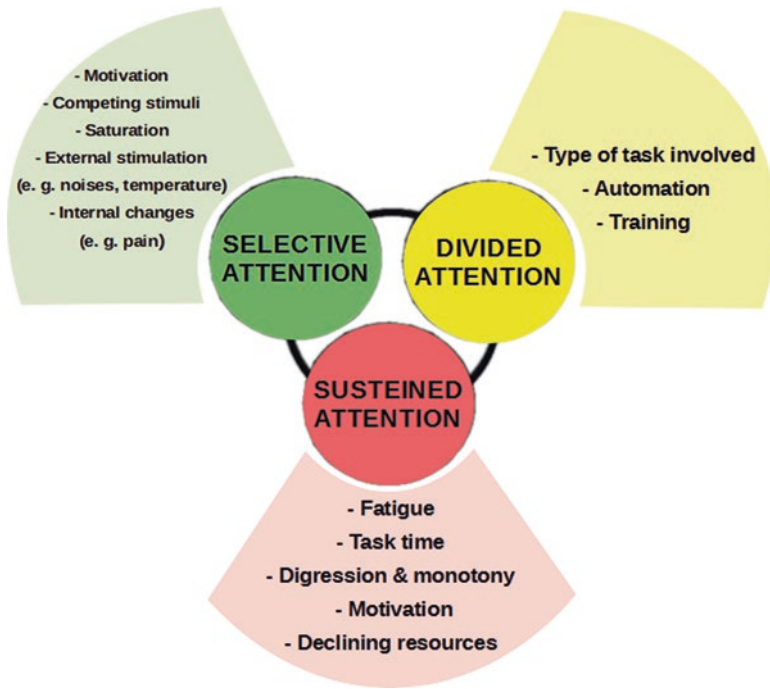 - Motivation
- Competing stimuli
- Saturation
- External stimulation
(e. g. noises, temperature)
- Internal changes
(e. g. pain)
SELECTIVE
ATTENTION
- Type of task involved
- Automation
- Training
DIVIDED
ATTENTION
SUSTEINED
ATTENTION
- Fatigue
- Task time
- Digression & monotony
- Motivation
- Declining resources